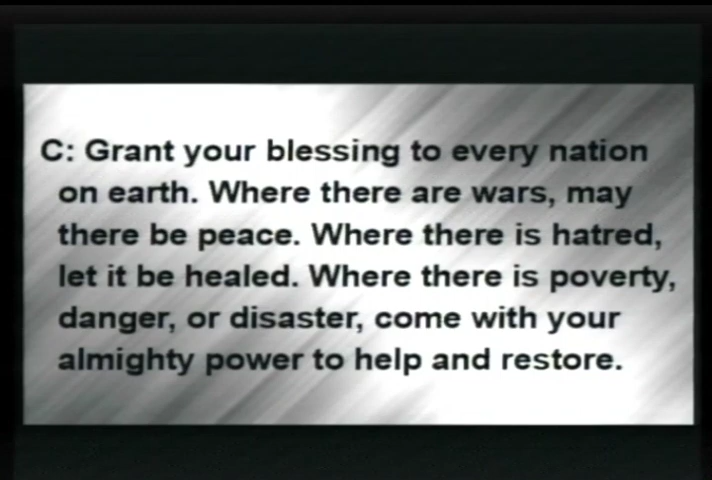 C: Grant your blessing to every nation
on earth. Where there are wars, may
there be peace. Where there is hatred,
let it be healed. Where there is poverty,
danger, or disaster, come with your
almighty power to help and restore.